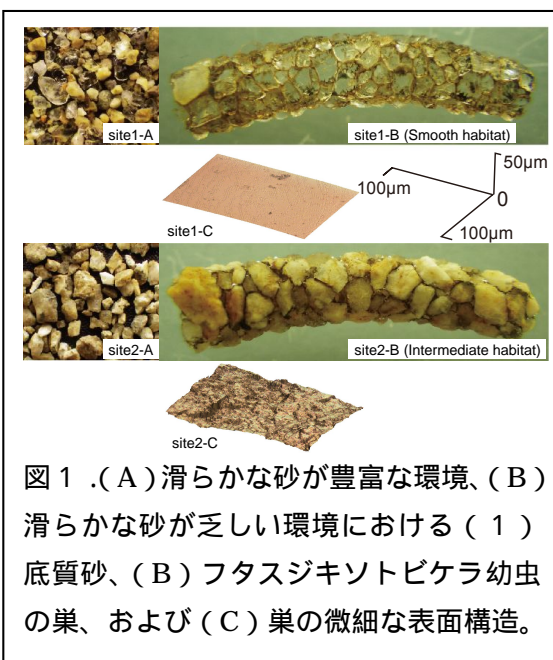 site1-A
site1-B (Smooth habitat)
50μm
100μm
0
100μm
site1-C
site2-A
site2-B (Intermediate habitat)
site2-C
図1.(A)滑らかな砂が豊富な環境、(B)
滑らかな砂が乏しい環境における(1)
底質砂、(B)フタスジキソトビケラ幼虫
の巣、および(C)巣の微細な表面構造。